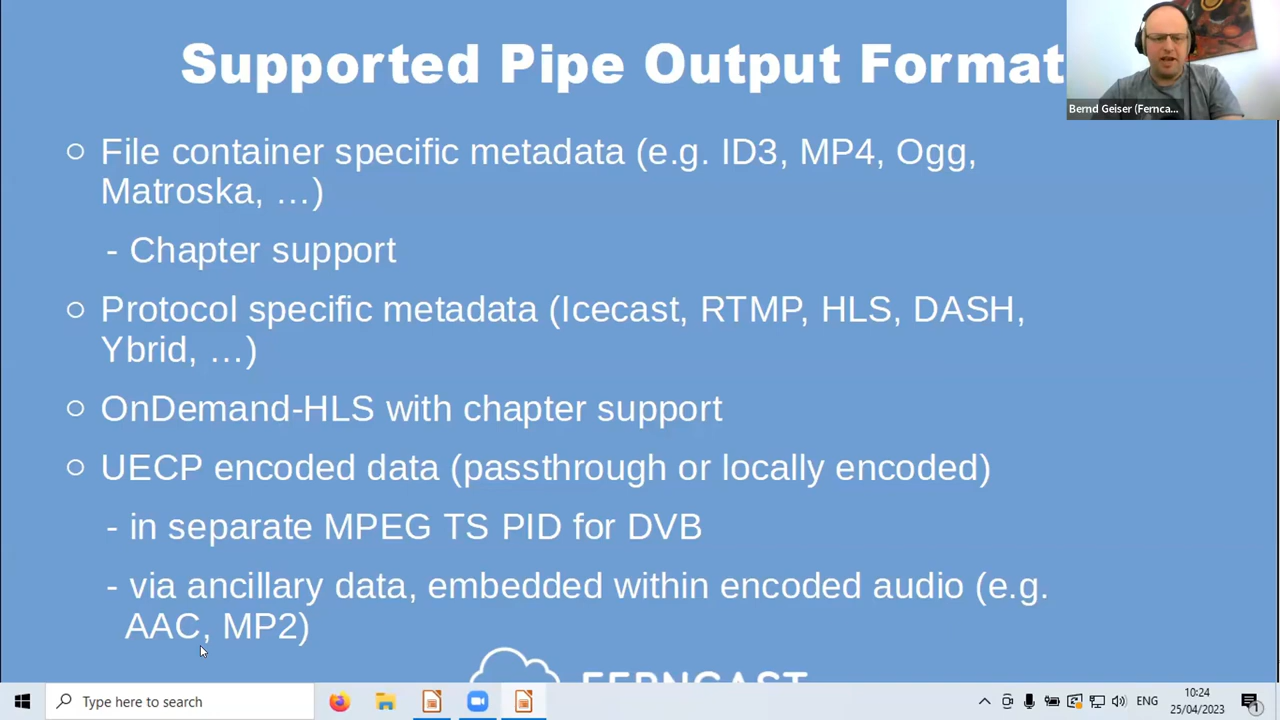 Supported Pipe Output Format
Bernd Geiser (Fernca...
○ File container specific metadata (e.g. ID3, MP4, Ogg,
Matroska, …)
- Chapter support
○ Protocol specific metadata (Icecast, RTMP, HLS, DASH,
Ybrid, …)
○ OnDemand-HLS with chapter support
○ UECP encoded data (passthrough or locally encoded)
- in separate MPEG TS PID for DVB
- via ancillary data, embedded within encoded audio (e.g.
AAC, MP2)
FERNCAST
Type here to search
ENG
10:24
25/04/2023
1